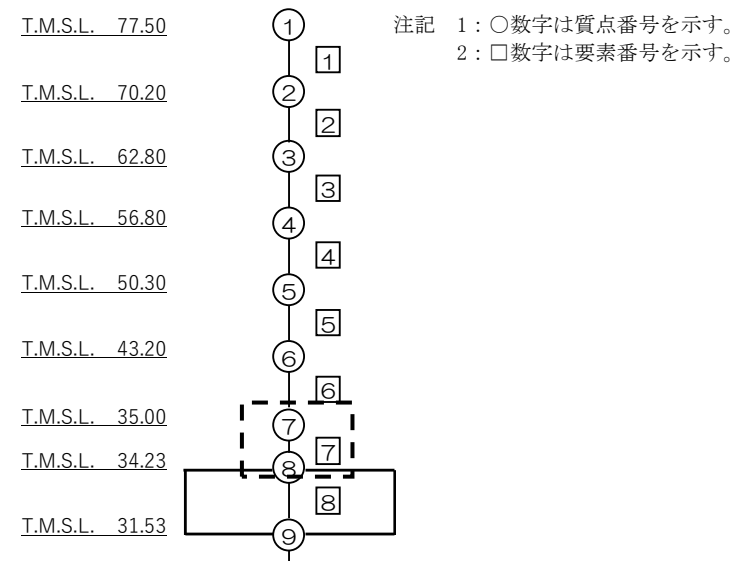 T.M.S.L. 77.50 ① 注記 1：○数字は質点番号を示す。
1 2：□数字は要素番号を示す。
T.M.S.L. 70.20 ②
2
T.M.S.L. 62.80 ③
3
T.M.S.L. 56.80 ④
4
T.M.S.L. 50.30 ⑤
5
T.M.S.L. 43.20 ⑥
6
T.M.S.L. 35.00 ⑦
7
T.M.S.L. 34.23 ⑧
8
T.M.S.L. 31.53 ⑨